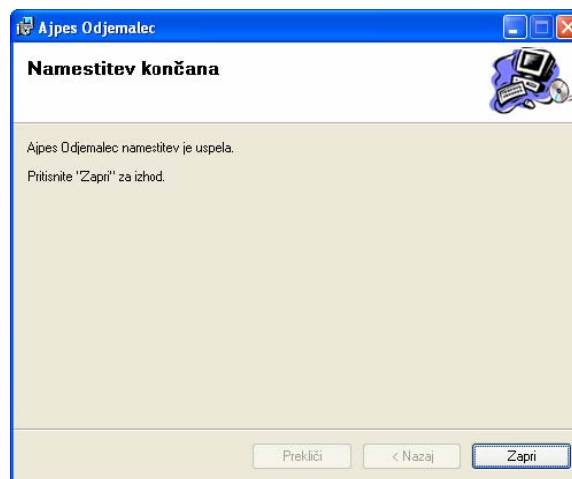 Ajpes Odjemalec
Namestitev končana
Ajpes Odjemalec namestitev je uspela.
Pritisnite "Zapri" za izhod.
Prekliči
< Nazaj
Zapri